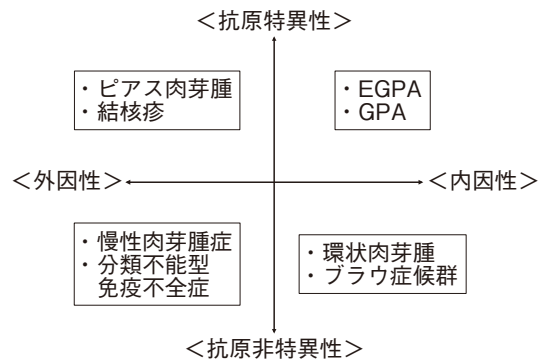 <抗原特異性>
・ピアス肉芽腫
・結核疹
・EGPA
・GPA
<外因性>
<内因性>
・慢性肉芽腫症
・分類不能型
免疫不全症
・環状肉芽腫
・ブラウ症候群
<抗原非特異性>